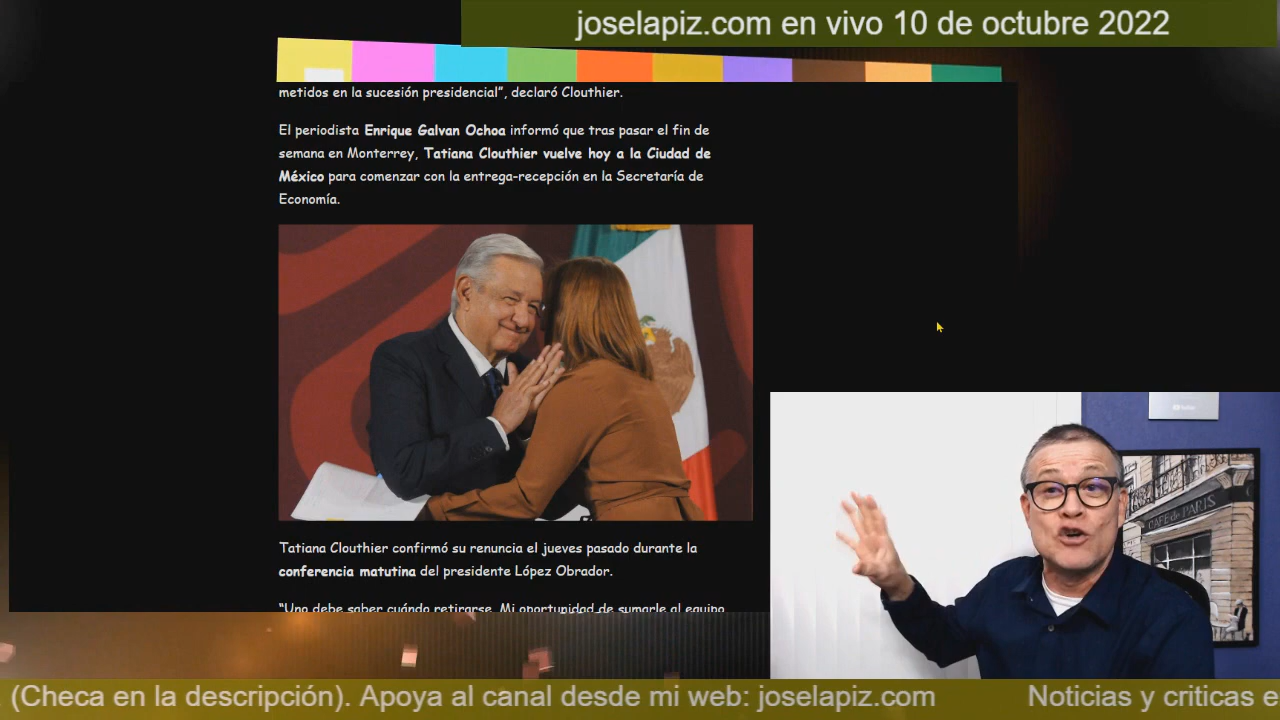 joselapiz.com en vivo 10 de octubre 2022
metidos en la sucesión presidencial”, declaró Clouthier.
El periodista Enrique Galvan Ochoa informó que tras pasar el fin de
semana en Monterrey, Tatiana Clouthier vuelve hoy a la Ciudad de
México para comenzar con la entrega-recepción en la Secretaría de
Economía.
Tatiana Clouthier confirmó su renuncia el jueves pasado durante la
conferencia matutina del presidente López Obrador.
“Uno debe saber cuándo retirarse. Mi oportunidad de sumarle al equipo
CAFE de PARIS
(Checa en la descripción). Apoya al canal desde mi web: joselapiz.com
Noticias y criticas e